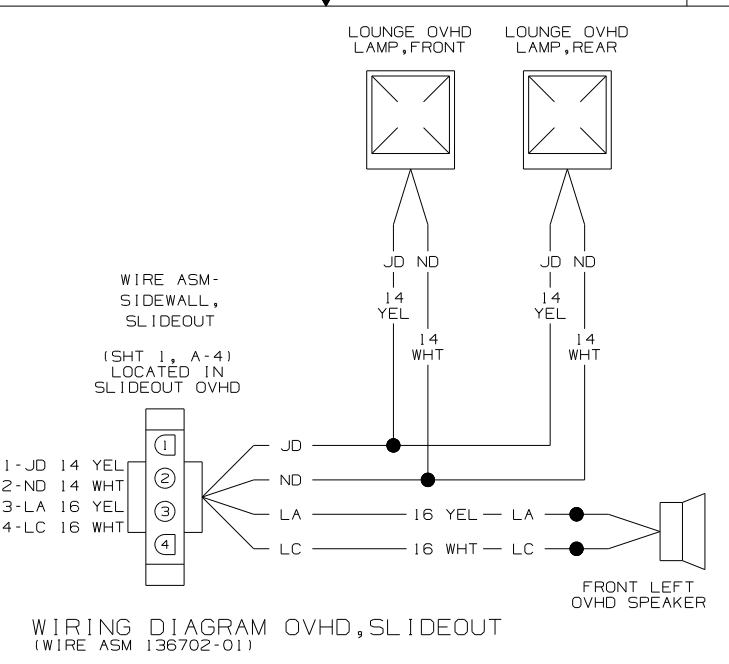 LOUNGE OVHD
LAMP,FRONT
LOUNGE OVHD
LAMP,REAR
JD ND
JD ND
14
YEL
14
WHT
14
YEL
14
WHT
WIRE ASM-
SIDEWALL,
SLIDEOUT
(SHT 1, A-4)
LOCATED IN
SLIDEOUT OVHD
1-JD 14 YEL
2-ND 14 WHT
3-LA 16 YEL
4-LC 16 WHT
1
2
3
4
JD
ND
LA 16 YEL LA
LC 16 WHT LC
FRONT LEFT
OVHD SPEAKER
WIRING DIAGRAM OVHD,SLIDEOUT
(WIRE ASM 136702-01)